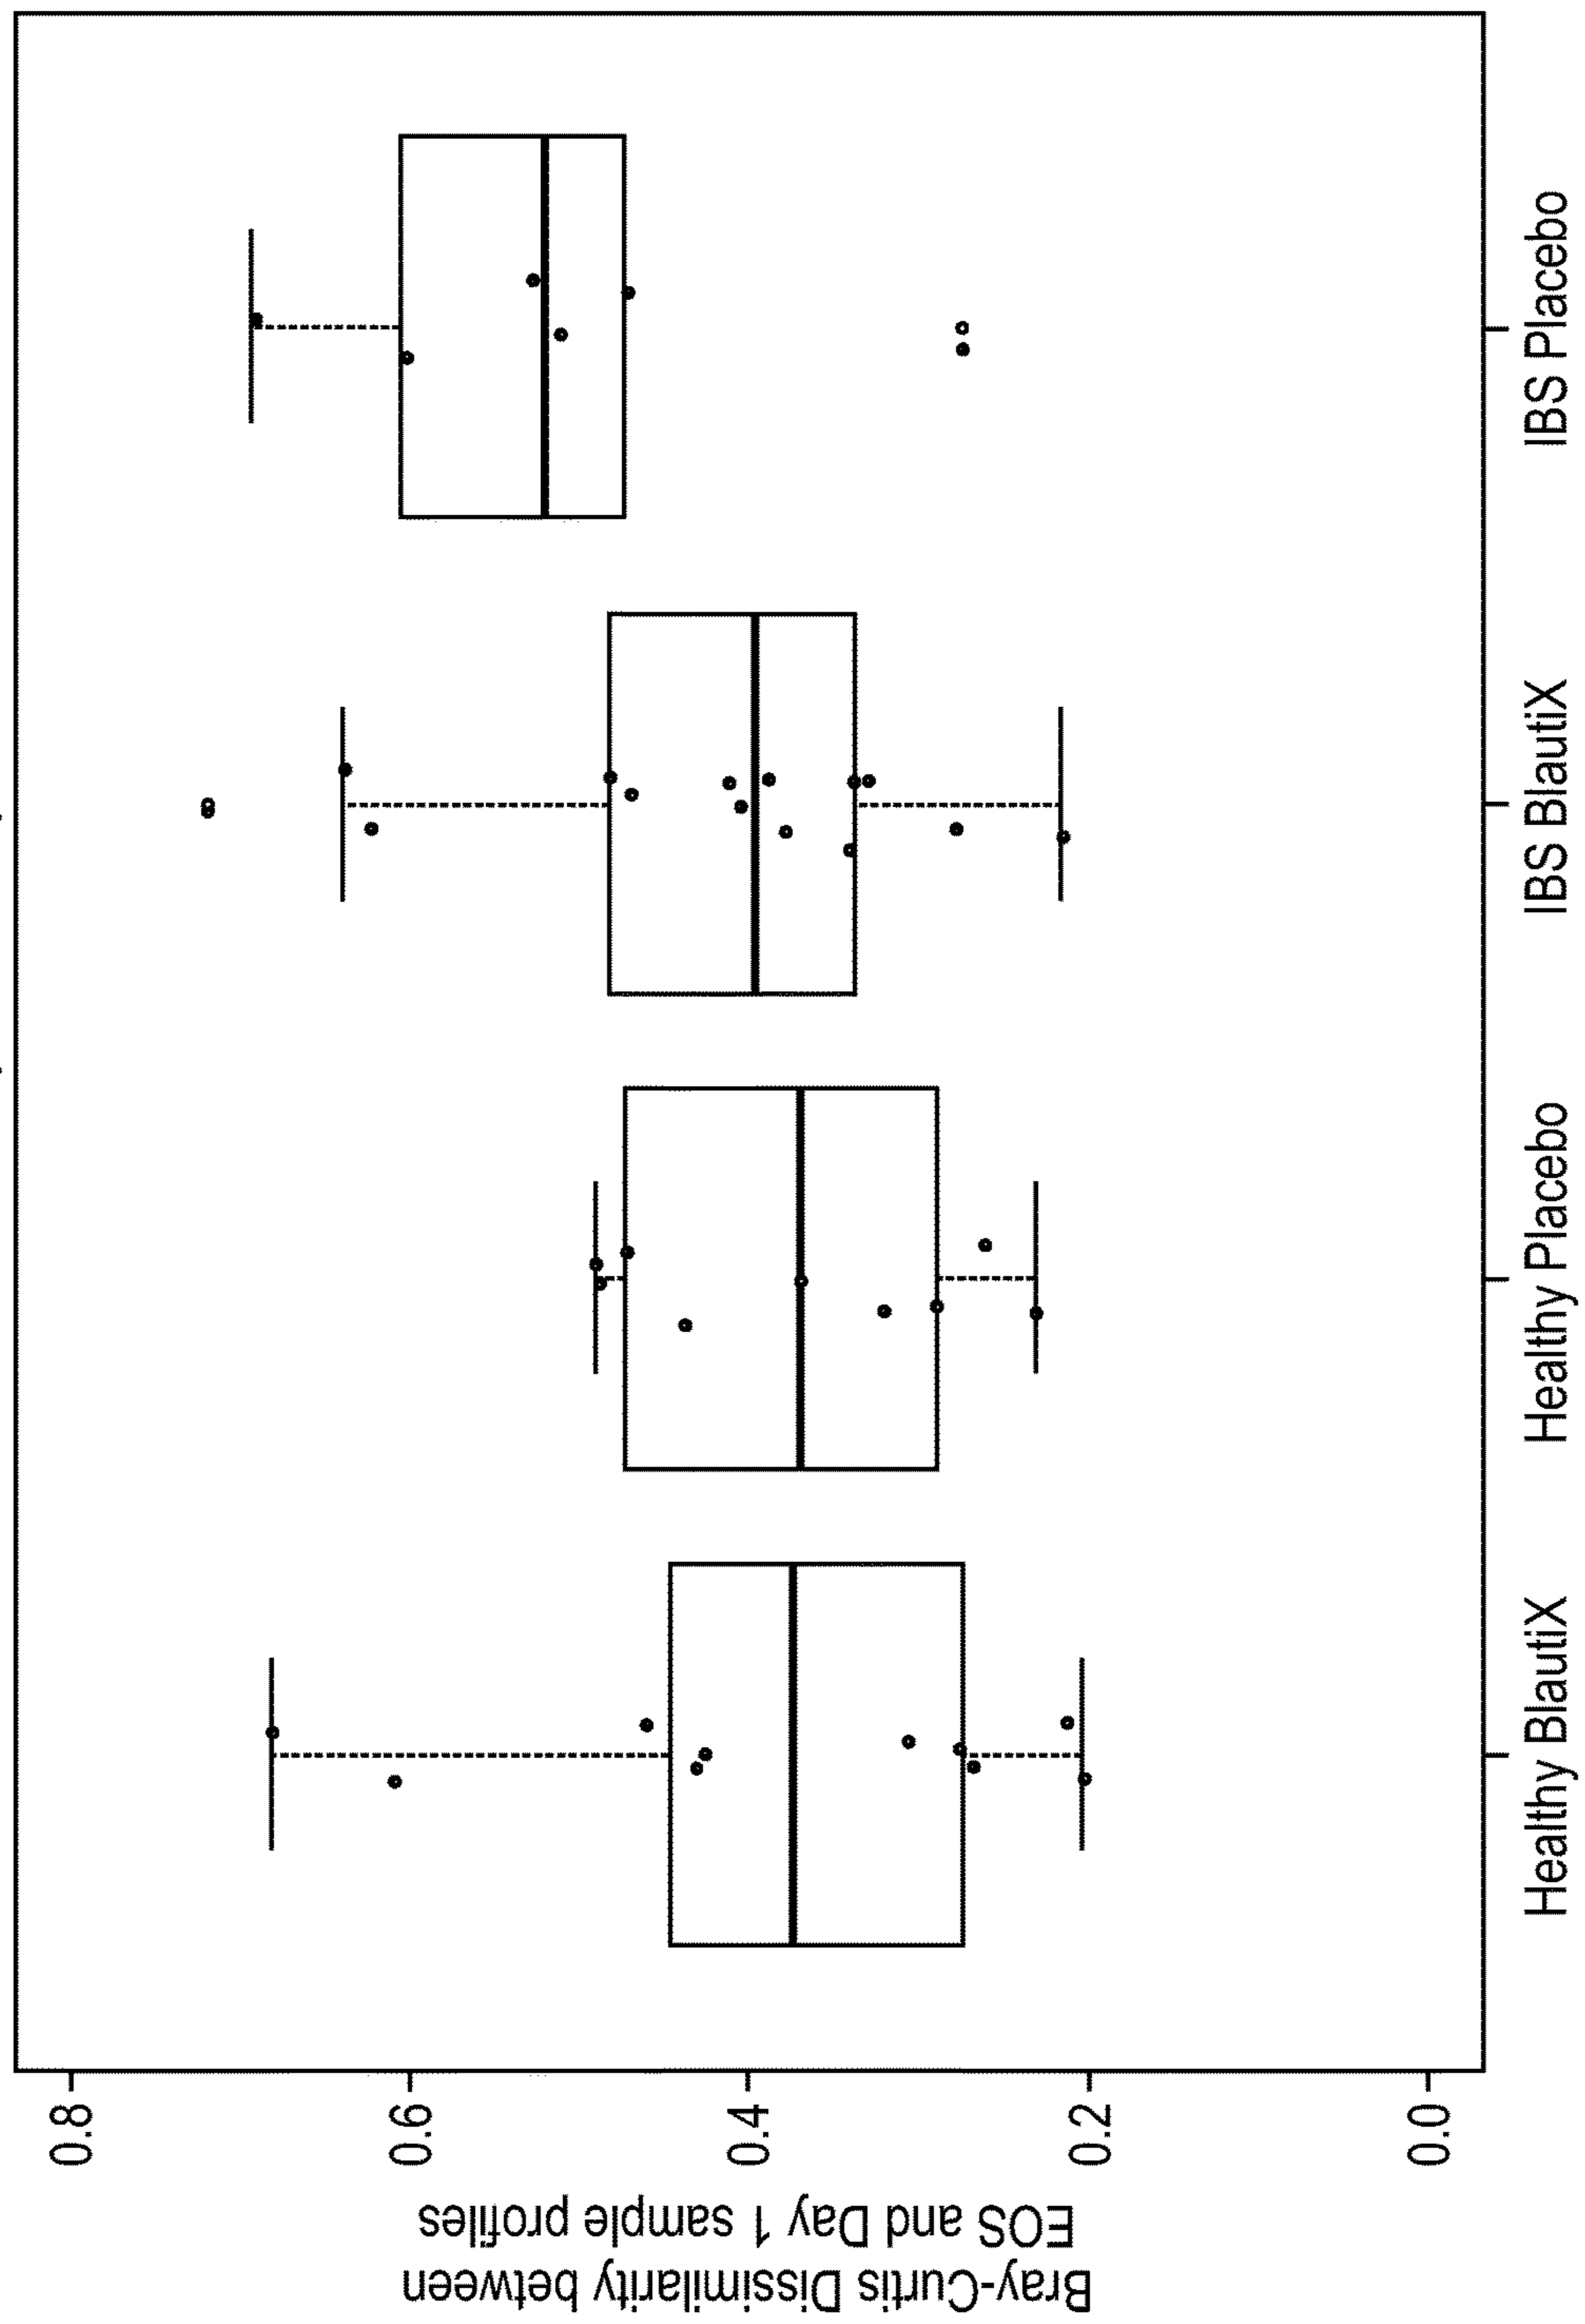 Bray-Curtis Dissimilarity between
EOS and Day 1 sample profiles
0.8
0.6
0.4
0.2
0.0
Healthy BlautiX
Healthy Placebo
IBS BlautiX
IBS Placebo